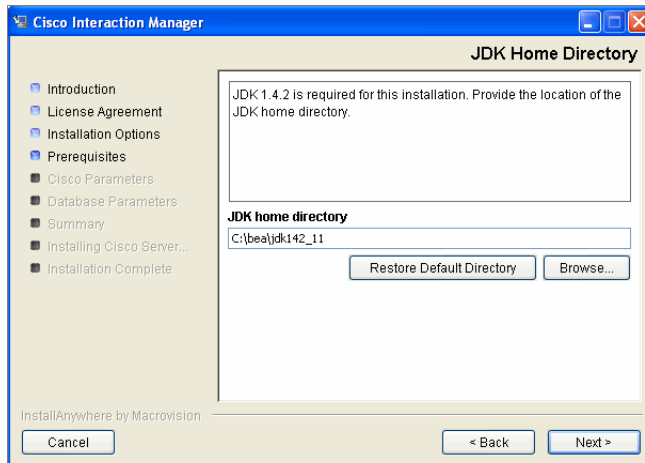 Cisco Interaction Manager
JDK Home Directory
Introduction
License Agreement
Installation Options
Prerequisites
Cisco Parameters
Database Parameters
Summary
Installing Cisco Server...
Installation Complete
JDK 1.4.2 is required for this installation. Provide the location of the
JDK home directory.
JDK home directory
C:\bea\jdk142_11
Restore Default Directory
Browse...
InstallAnywhere by Macrovision
Cancel
< Back
Next >